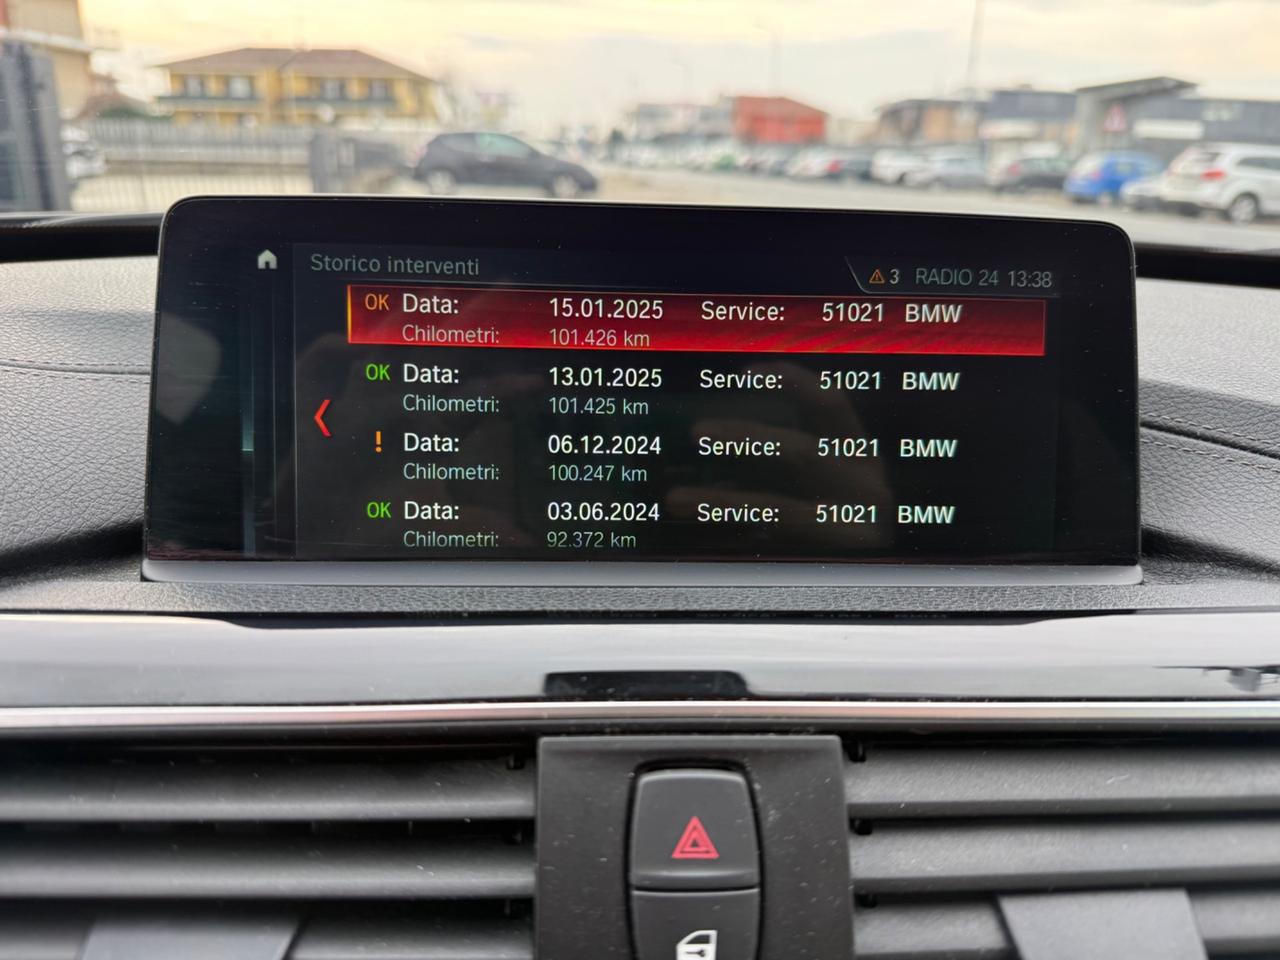 Storico interventi
3 RADIO 24 13:38
OK Data: 15.01.2025 Service: 51021 BMW
Chilometri: 101.426 km
OK Data: 13.01.2025 Service: 51021 BMW
Chilometri: 101.425 km
! Data: 06.12.2024 Service: 51021 BMW
Chilometri: 100.247 km
OK Data: 03.06.2024 Service: 51021 BMW
Chilometri: 92.372 km